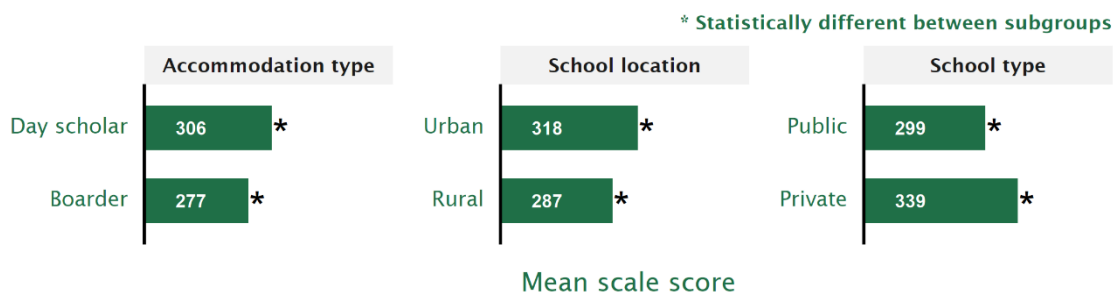 * Statistically different between subgroups
Accommodation type
Day scholar 306 *
Boarder 277 *
School location
Urban 318 *
Rural 287 *
School type
Public 299 *
Private 339 *
Mean scale score